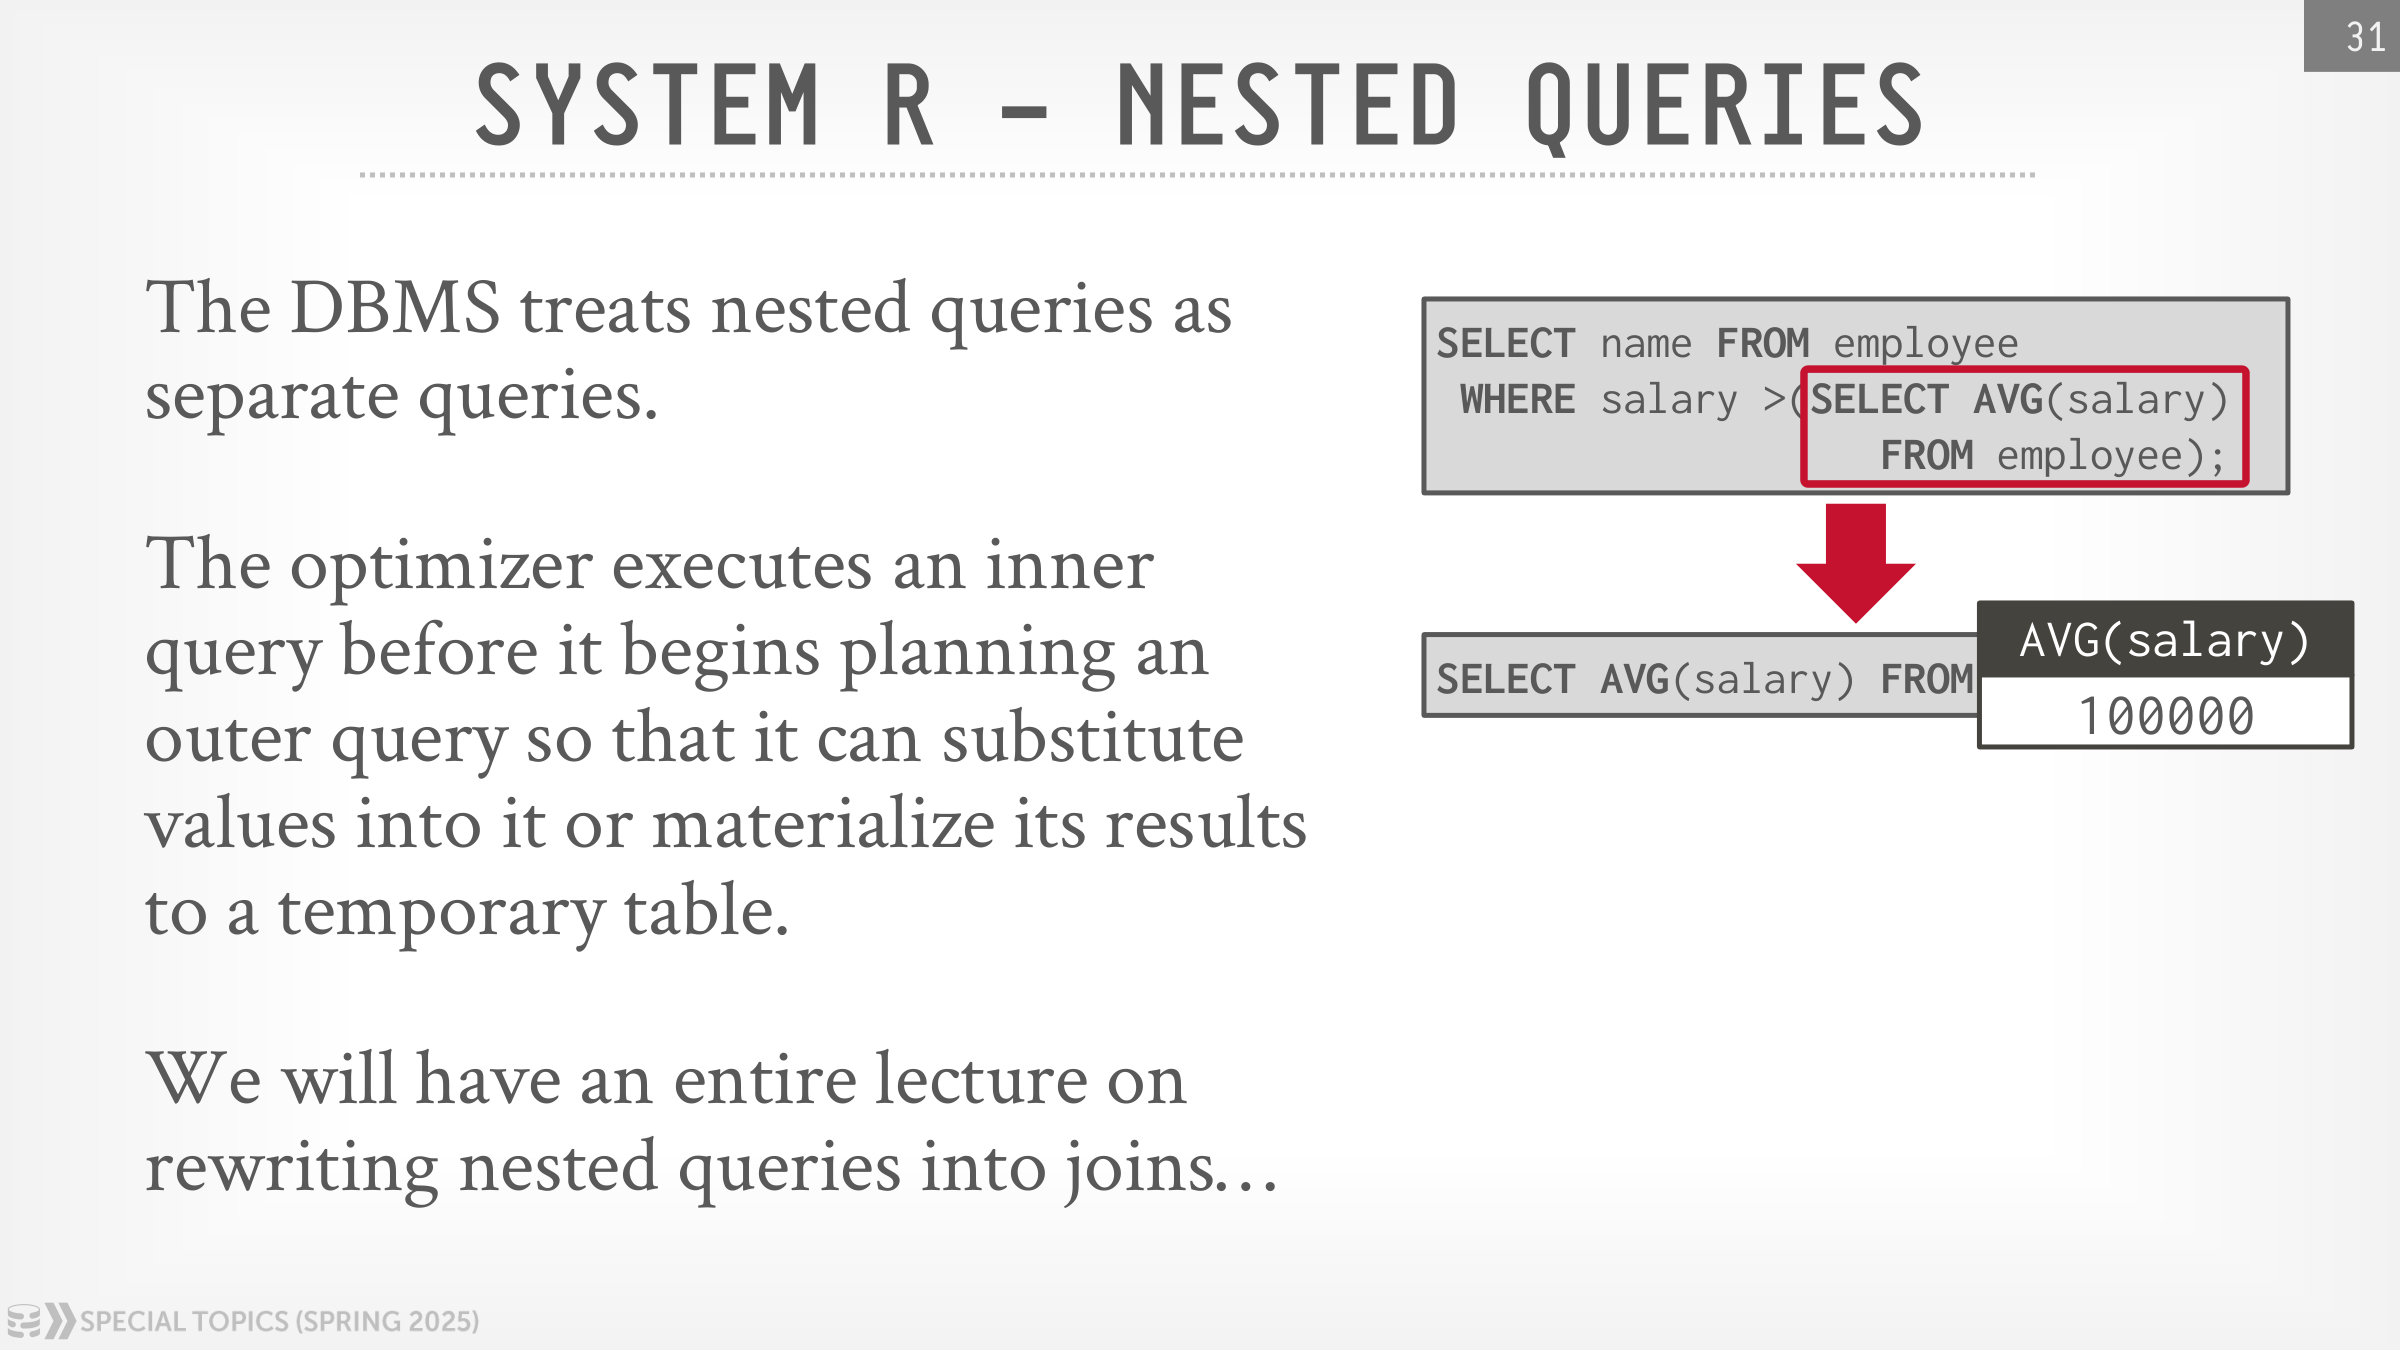 31
SYSTEM R – NESTED QUERIES
The DBMS treats nested queries as
separate queries.
The optimizer executes an inner
query before it begins planning an
outer query so that it can substitute
values into it or materialize its results
to a temporary table.
We will have an entire lecture on
rewriting nested queries into joins…
SELECT name FROM employee
WHERE salary >(SELECT AVG(salary)
FROM employee);
SELECT AVG(salary) FROM
AVG(salary)
100000
SPECIAL TOPICS (SPRING 2025)